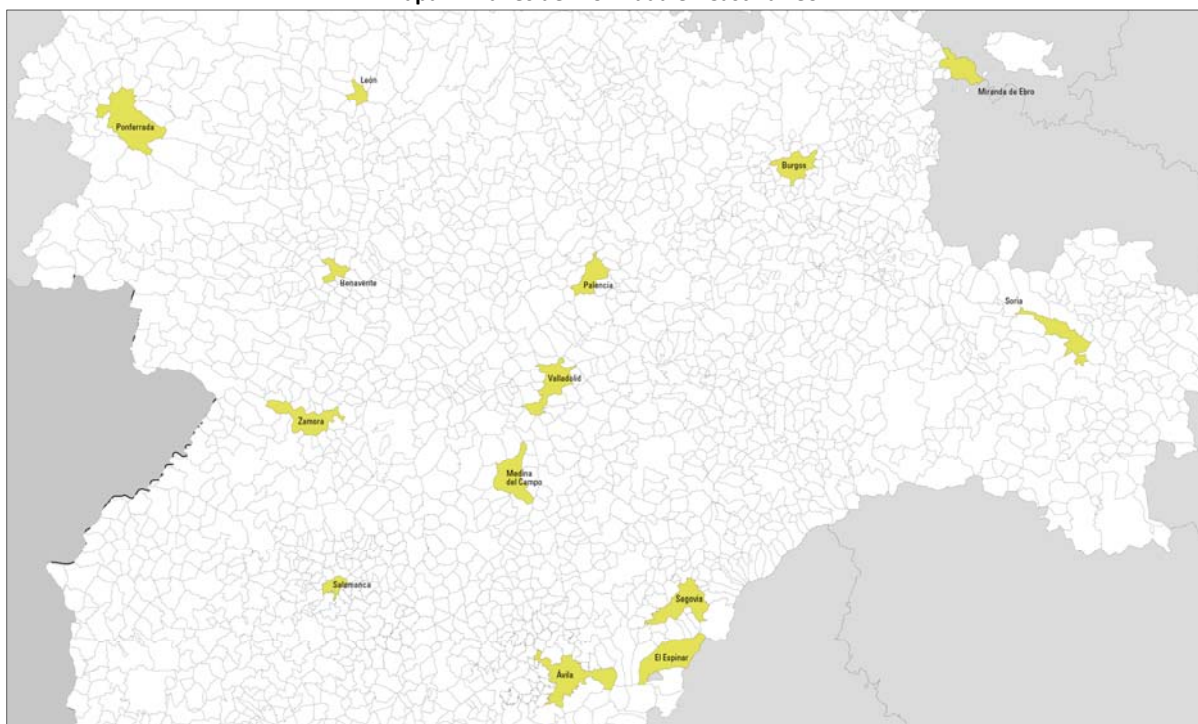 León
Miranda de Ebro
Ponferrada
Burgos
Benavente
Palencia
Soria
Valladolid
Zamora
Medina
del Campo
Salamanca
Segovia
El Espinar
Ávila